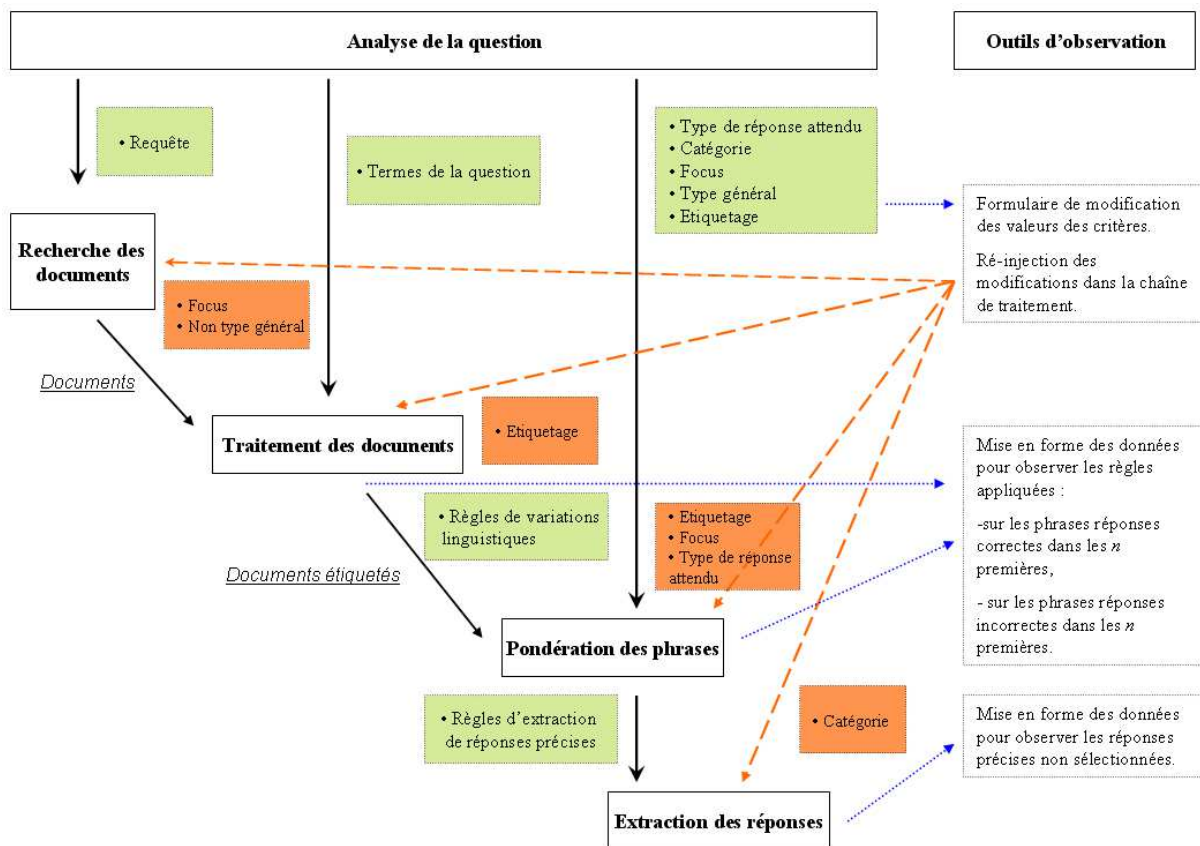 Analyse de la question
Outils d'observation
• Requête
• Termes de la question
• Type de réponse attendu
• Catégorie
• Focus
• Type général
• Etiquetage
Formulaire de modification
des valeurs des critères.
Ré-injection des
modifications dans la chaîne
de traitement.
Recherche des
documents
• Focus
• Non type général
Documents
Traitement des documents
• Etiquetage
Mise en forme des données
pour observer les règles
appliquées :
-sur les phrases réponses
correctes dans les n
premières,
- sur les phrases réponses
incorrectes dans les n
premières.
• Règles de variations
linguistiques
• Etiquetage
• Focus
• Type de réponse
attendu
Documents étiquetés
Pondération des phrases
• Règles d'extraction
de réponses précises
• Catégorie
Mise en forme des données
pour observer les réponses
précises non sélectionnées.
Extraction des réponses